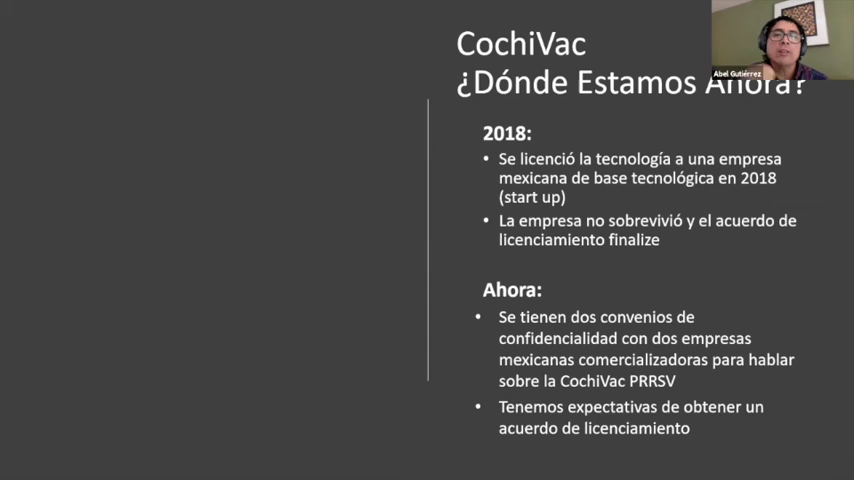 CochiVac
¿Dónde Estamos Ahora?
Abel Gutiérrez
2018:
• Se licenció la tecnología a una empresa
mexicana de base tecnológica en 2018
(start up)
• La empresa no sobrevivió y el acuerdo de
licenciamiento finalize
Ahora:
• Se tienen dos convenios de
confidencialidad con dos empresas
mexicanas comercializadoras para hablar
sobre la CochiVac PRRSV
• Tenemos expectativas de obtener un
acuerdo de licenciamiento